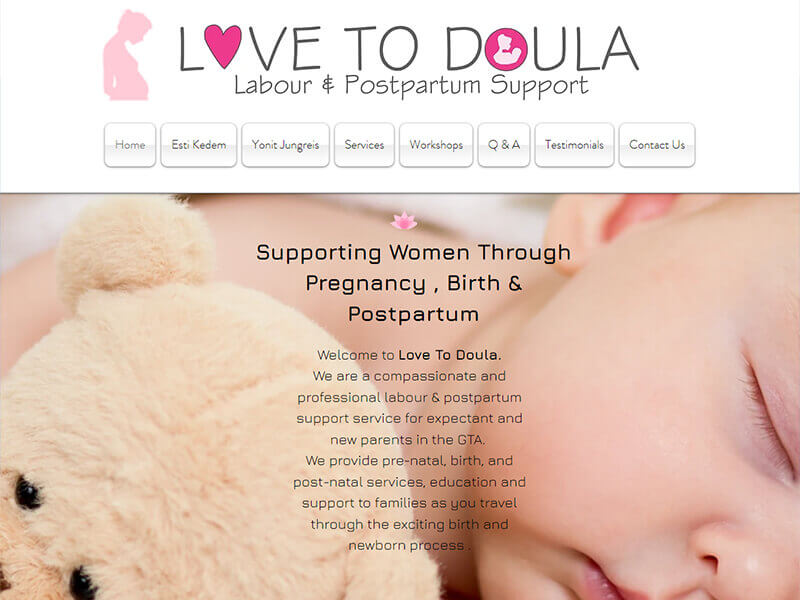 LOVE TO DOULA
Labour & Postpartum Support
Home
Esti Kedem
Yonit Jungreis
Services
Workshops
Q & A
Testimonials
Contact Us
Supporting Women Through
Pregnancy , Birth &
Postpartum
Welcome to Love To Doula.
We are a compassionate and
professional labour & postpartum
support service for expectant and
new parents in the GTA.
We provide pre-natal, birth, and
post-natal services, education and
support to families as you travel
through the exciting birth and
newborn process .